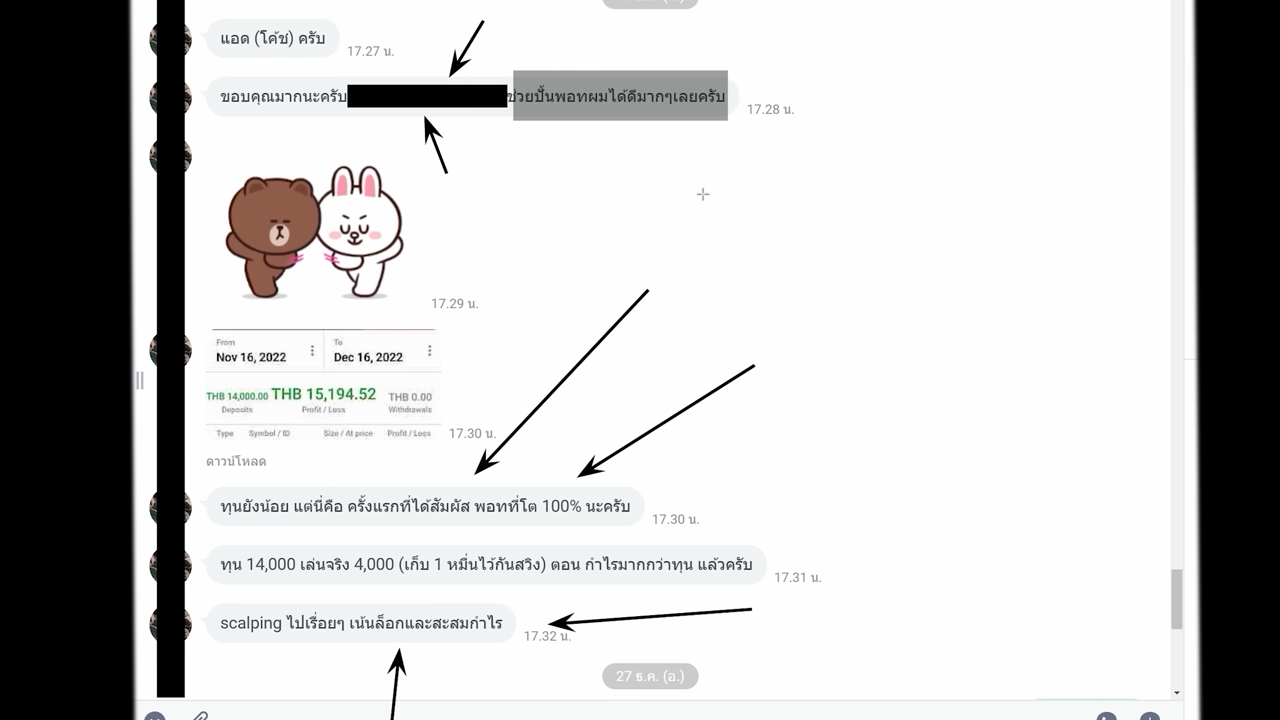 แอด (โค้ช) ครับ
17.27 น.
ขอบคุณมากนะครับ ช่วยปั้นพอทผมได้ดีมากๆเลยครับ
17.28 น.
17.29 น.
From To
Nov 16, 2022 Dec 16, 2022
THB 14,000.00 THB 15,194.52 THB 0.00
Deposits Profit / Loss Withdrawals
Type Symbol / ID Size / At price Profit / Loss
17.30 น.
ดาวน์โหลด
ทุนยังน้อย แต่นี่คือ ครั้งแรกที่ได้สัมผัส พอทที่โต 100% นะครับ
17.30 น.
ทุน 14,000 เล่นจริง 4,000 (เก็บ 1 หมื่นไว้กันสวิง) ตอน กำไรมากกว่าทุน แล้วครับ
17.31 น.
scalping ไปเรื่อยๆ เน้นล็อกและสะสมกำไร
17.32 น.
27 ธ.ค. (อ.)